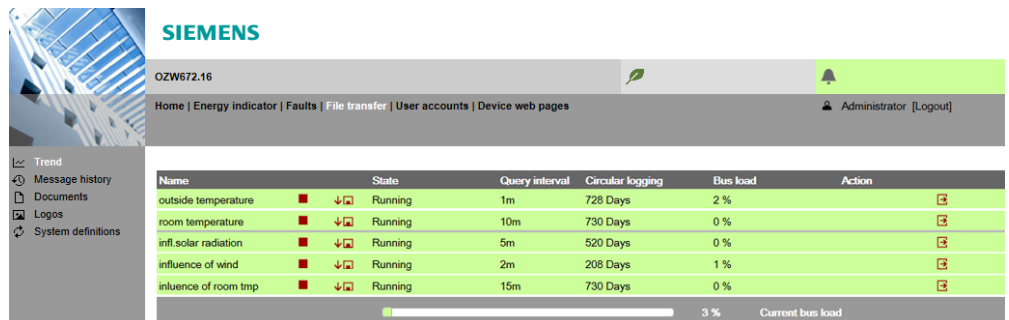 SIEMENS
OZW672.16
Home | Energy indicator | Faults | File transfer | User accounts | Device web pages
Administrator [Logout]
Trend
Message history
Documents
Logos
System definitions
Name State Query interval Circular logging Bus load Action
outside temperature Running 1m 728 Days 2 %
room temperature Running 10m 730 Days 0 %
infl.solar radiation Running 5m 520 Days 0 %
influence of wind Running 2m 208 Days 1 %
inluence of room tmp Running 15m 730 Days 0 %
3 % Current bus load